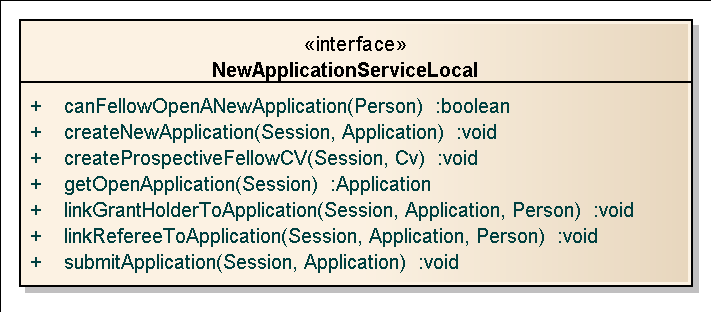 «interface»
NewApplicationServiceLocal
+ canFellowOpenANewApplication(Person) :boolean
+ createNewApplication(Session, Application) :void
+ createProspectiveFellowCV(Session, Cv) :void
+ getOpenApplication(Session) :Application
+ linkGrantHolderToApplication(Session, Application, Person) :void
+ linkRefereeToApplication(Session, Application, Person) :void
+ submitApplication(Session, Application) :void